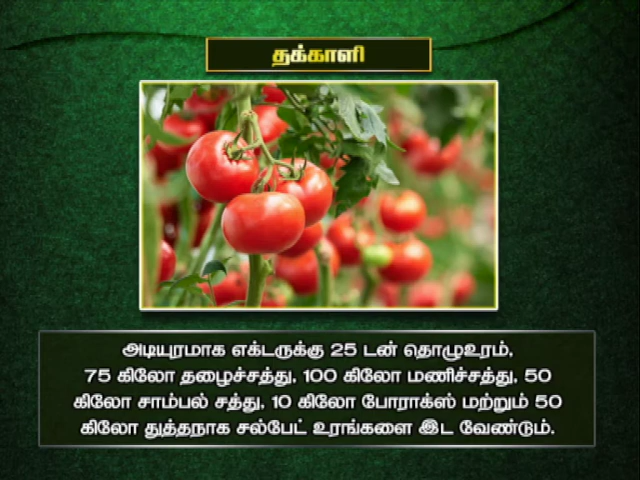 தக்காளி
அடியுரமாக எக்டருக்கு 25 டன் தொழுஉரம்,
75 கிலோ தழைச்சத்து, 100 கிலோ மணிச்சத்து, 50
கிலோ சாம்பல் சத்து, 10 கிலோ போராக்ஸ் மற்றும் 50
கிலோ துத்தநாக சல்பேட் உரங்களை இட வேண்டும்.